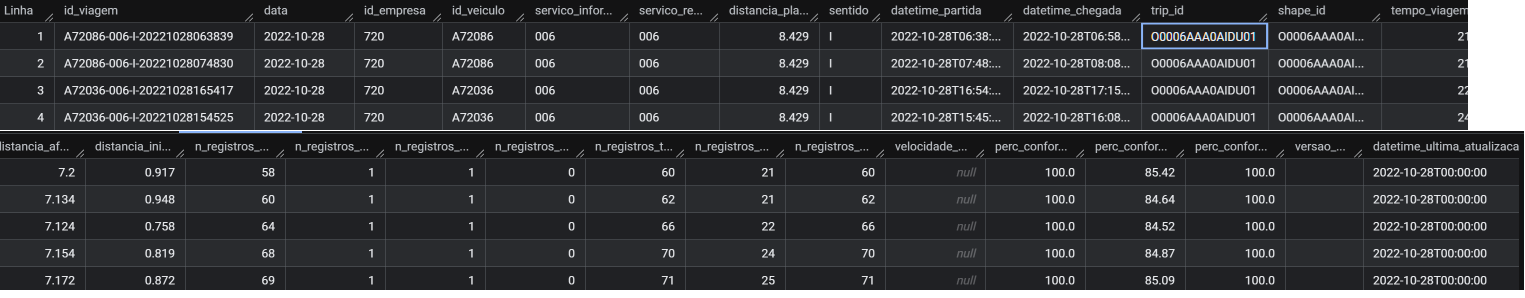 Linha id_viagem data id_empresa id_veiculo servico_infor... servico_re... distancia_pla... sentido datetime_partida datetime_chegada trip_id shape_id tempo_viagem
1 A72086-006-I-20221028063839 2022-10-28 720 A72086 006 006 8.429 I 2022-10-28T06:38:... 2022-10-28T06:58... O0006AAA0AIDU01 O0006AAA0AI... 21
2 A72086-006-I-20221028074830 2022-10-28 720 A72086 006 006 8.429 I 2022-10-28T07:48:... 2022-10-28T08:08... O0006AAA0AIDU01 O0006AAA0AI... 21
3 A72036-006-I-20221028165417 2022-10-28 720 A72036 006 006 8.429 I 2022-10-28T16:54:... 2022-10-28T17:15... O0006AAA0AIDU01 O0006AAA0AI... 22
4 A72036-006-I-20221028154525 2022-10-28 720 A72036 006 006 8.429 I 2022-10-28T15:45:... 2022-10-28T16:08... O0006AAA0AIDU01 O0006AAA0AI... 24
distancia_af... distancia_ini... n_registros_... n_registros_... n_registros_... n_registros_... n_registros_t... n_registros_... n_registros_... velocidade_... perc_confor... perc_confor... perc_confor... versao_... datetime_ultima_atualizaca
7.2 0.917 58 1 1 0 60 21 60 null 100.0 85.42 100.0 2022-10-28T00:00:00
7.134 0.948 60 1 1 0 62 21 62 null 100.0 84.64 100.0 2022-10-28T00:00:00
7.124 0.758 64 1 1 0 66 22 66 null 100.0 84.52 100.0 2022-10-28T00:00:00
7.154 0.819 68 1 1 0 70 24 70 null 100.0 84.87 100.0 2022-10-28T00:00:00
7.172 0.872 69 1 1 0 71 25 71 null 100.0 85.09 100.0 2022-10-28T00:00:00